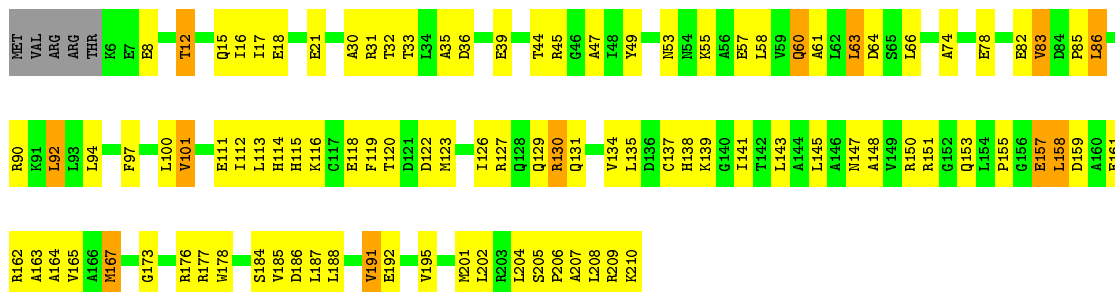 MET VAL ARG ARG THR K6 E7 E8 T12 Q15 I16 I17 E18 E21 A30 R31 T32 T33 L34 A35 D36 E39 T44 R45 G46 A47 I48 Y49 N53 N54 K55 A56 E57 L58 V59 Q60 A61 L62 L63 D64 S65 L66 A74 E78 E82 V83 D84 P85 L86
R90 K91 L92 L93 L94 F97 L100 V101 E111 I112 L113 H114 H115 K116 C117 E118 F119 T120 D121 D122 M123 I126 R127 Q128 Q129 R130 Q131 V134 L135 D136 C137 H138 K139 G140 I141 T142 L143 A144 L145 A146 N147 A148 V149 R150 R151 G152 Q153 L154 P155 G156 E157 L158 D159 A160 E161
R162 A163 A164 V165 A166 M167 G173 R176 R177 W178 S184 V185 D186 L187 L188 V191 E192 V195 M201 L202 R203 L204 S205 P206 A207 L208 R209 K210